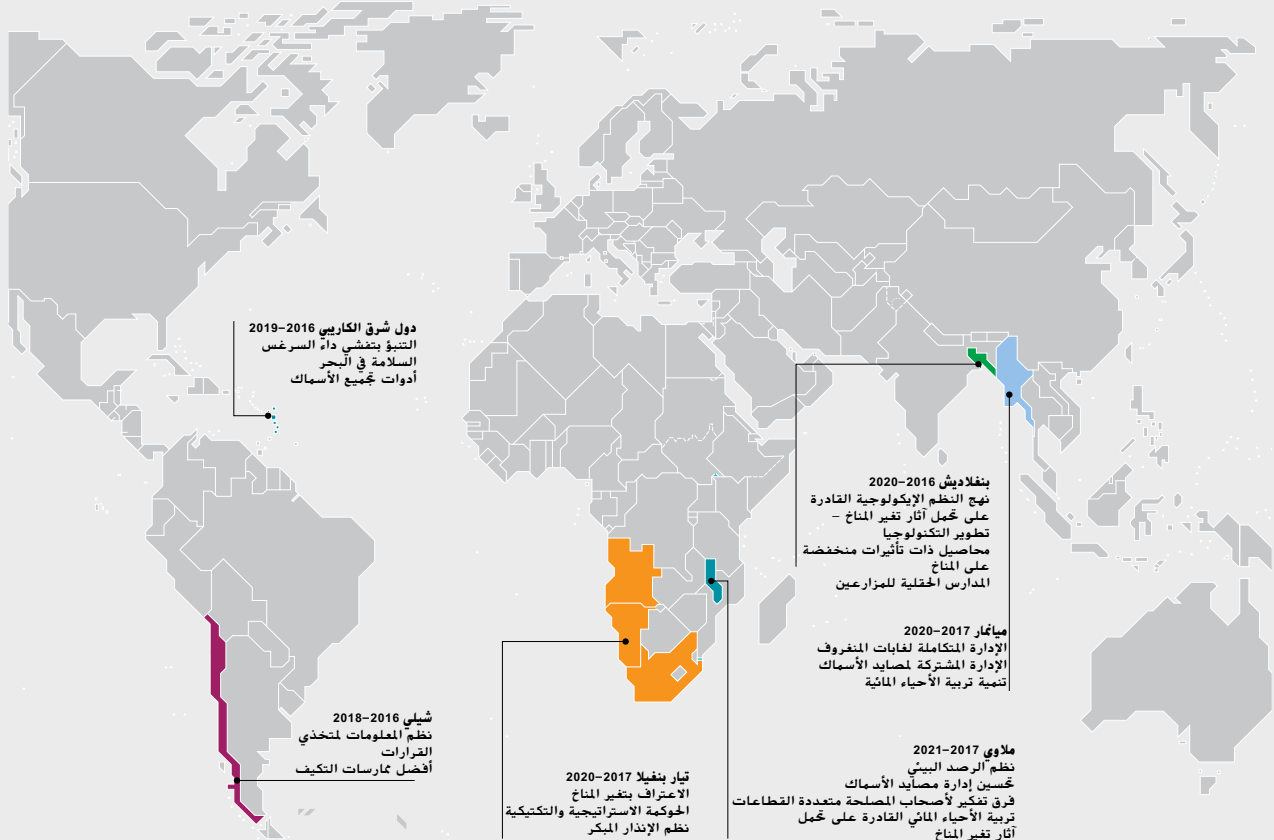 دول شرق الكاريبي 2016-2019
التنبؤ بتفشي داء السرغس
السلامة في البحر
أدوات تجميع الأسماك
بنغلاديش 2016-2020
نهج النظم الإيكولوجية القادرة
على تحمل آثار تغير المناخ –
تطوير التكنولوجيا
محاصيل ذات تأثيرات منخفضة
على المناخ
المدارس الحقلية للمزارعين
ميانمار 2017-2020
الإدارة المتكاملة لغابات المنغروف
الإدارة المشتركة لمصايد الأسماك
تنمية تربية الأحياء المائية
شيلي 2016-2018
نظم المعلومات لمتخذي
القرارات
أفضل ممارسات التكيف
تيار بنغيلا 2017-2020
الاعتراف بتغير المناخ
الحوكمة الاستراتيجية والتكتيكية
نظم الإنذار المبكر
ملاوي 2017-2021
نظم الرصد البيئي
تحسين إدارة مصايد الأسماك
فرق تفكير لأصحاب المصلحة متعددة القطاعات
تربية الأحياء المائي القادرة على تحمل
آثار تغير المناخ